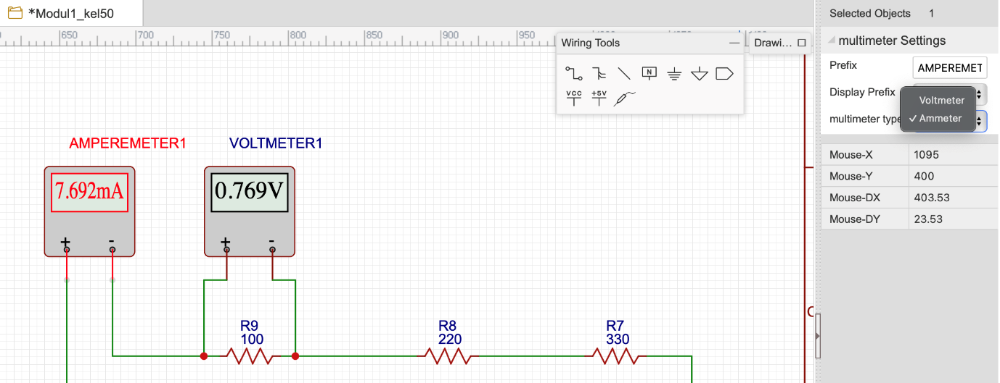 *Modul1_kel50
Selected Objects 1
650 700 750 800 850 900 950
Wiring Tools
Drawi...
multimeter Settings
Prefix AMPEREMET
N
VCC +5V
Display Prefix
Voltmeter
multimeter type ✓ Ammeter
AMPEREMETER1 VOLTMETER1
Mouse-X 1095
Mouse-Y 400
Mouse-DX 403.53
Mouse-DY 23.53
7.692mA 0.769V
+ - + -
R9 R8 R7
100 220 330